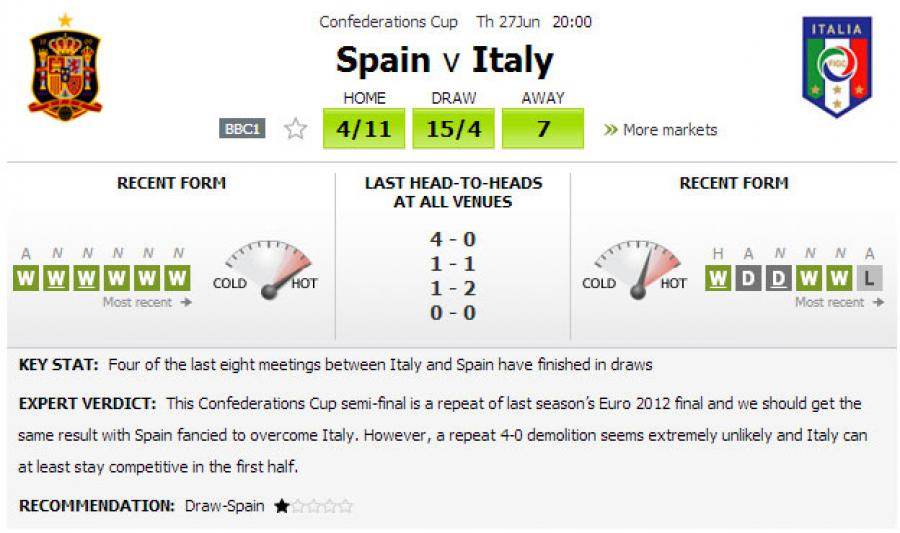 Confederations Cup Th 27Jun 20:00
ITALIA
FIGC
Spain v Italy
HOME DRAW AWAY
BBC1 4/11 15/4 7 » More markets
RECENT FORM
LAST HEAD-TO-HEADS
AT ALL VENUES
RECENT FORM
A N N N N N
W W W W W W
Most recent →
COLD HOT
4 - 0
1 - 1
1 - 2
0 - 0
COLD HOT
H A N N N A
W D D W W L
Most recent →
KEY STAT: Four of the last eight meetings between Italy and Spain have finished in draws
EXPERT VERDICT: This Confederations Cup semi-final is a repeat of last season's Euro 2012 final and we should get the
same result with Spain fancied to overcome Italy. However, a repeat 4-0 demolition seems extremely unlikely and Italy can
at least stay competitive in the first half.
RECOMMENDATION: Draw-Spain ★☆☆☆☆